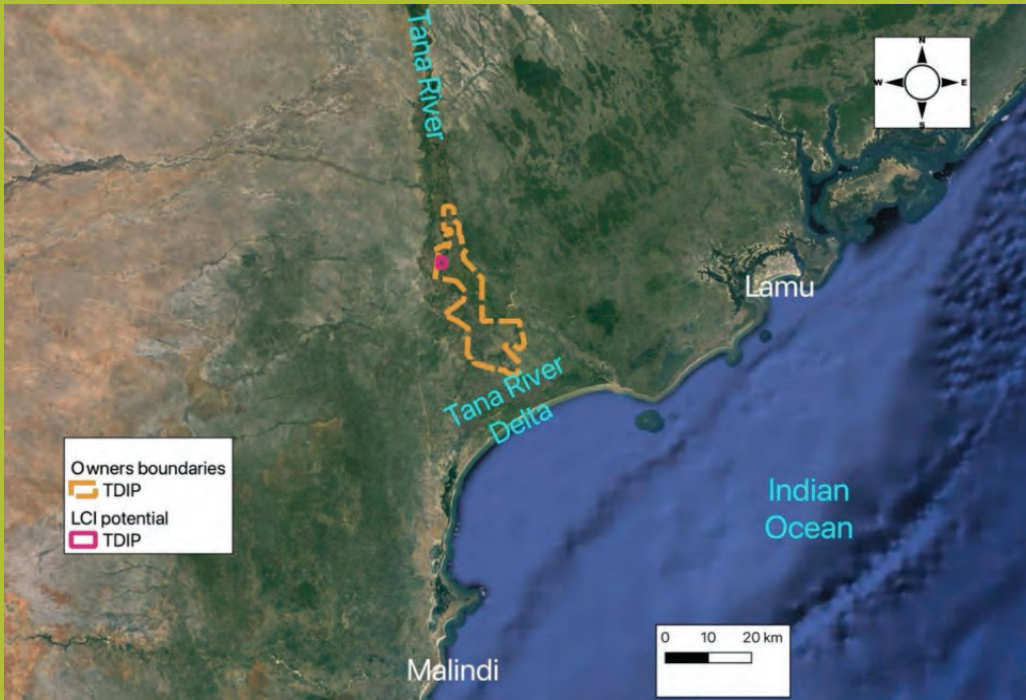 Tana River
N
W E
S
Lamu
Tana River
Delta
Owners boundaries
TDIP
LCI potential
TDIP
Indian
Ocean
0 10 20 km
Malindi